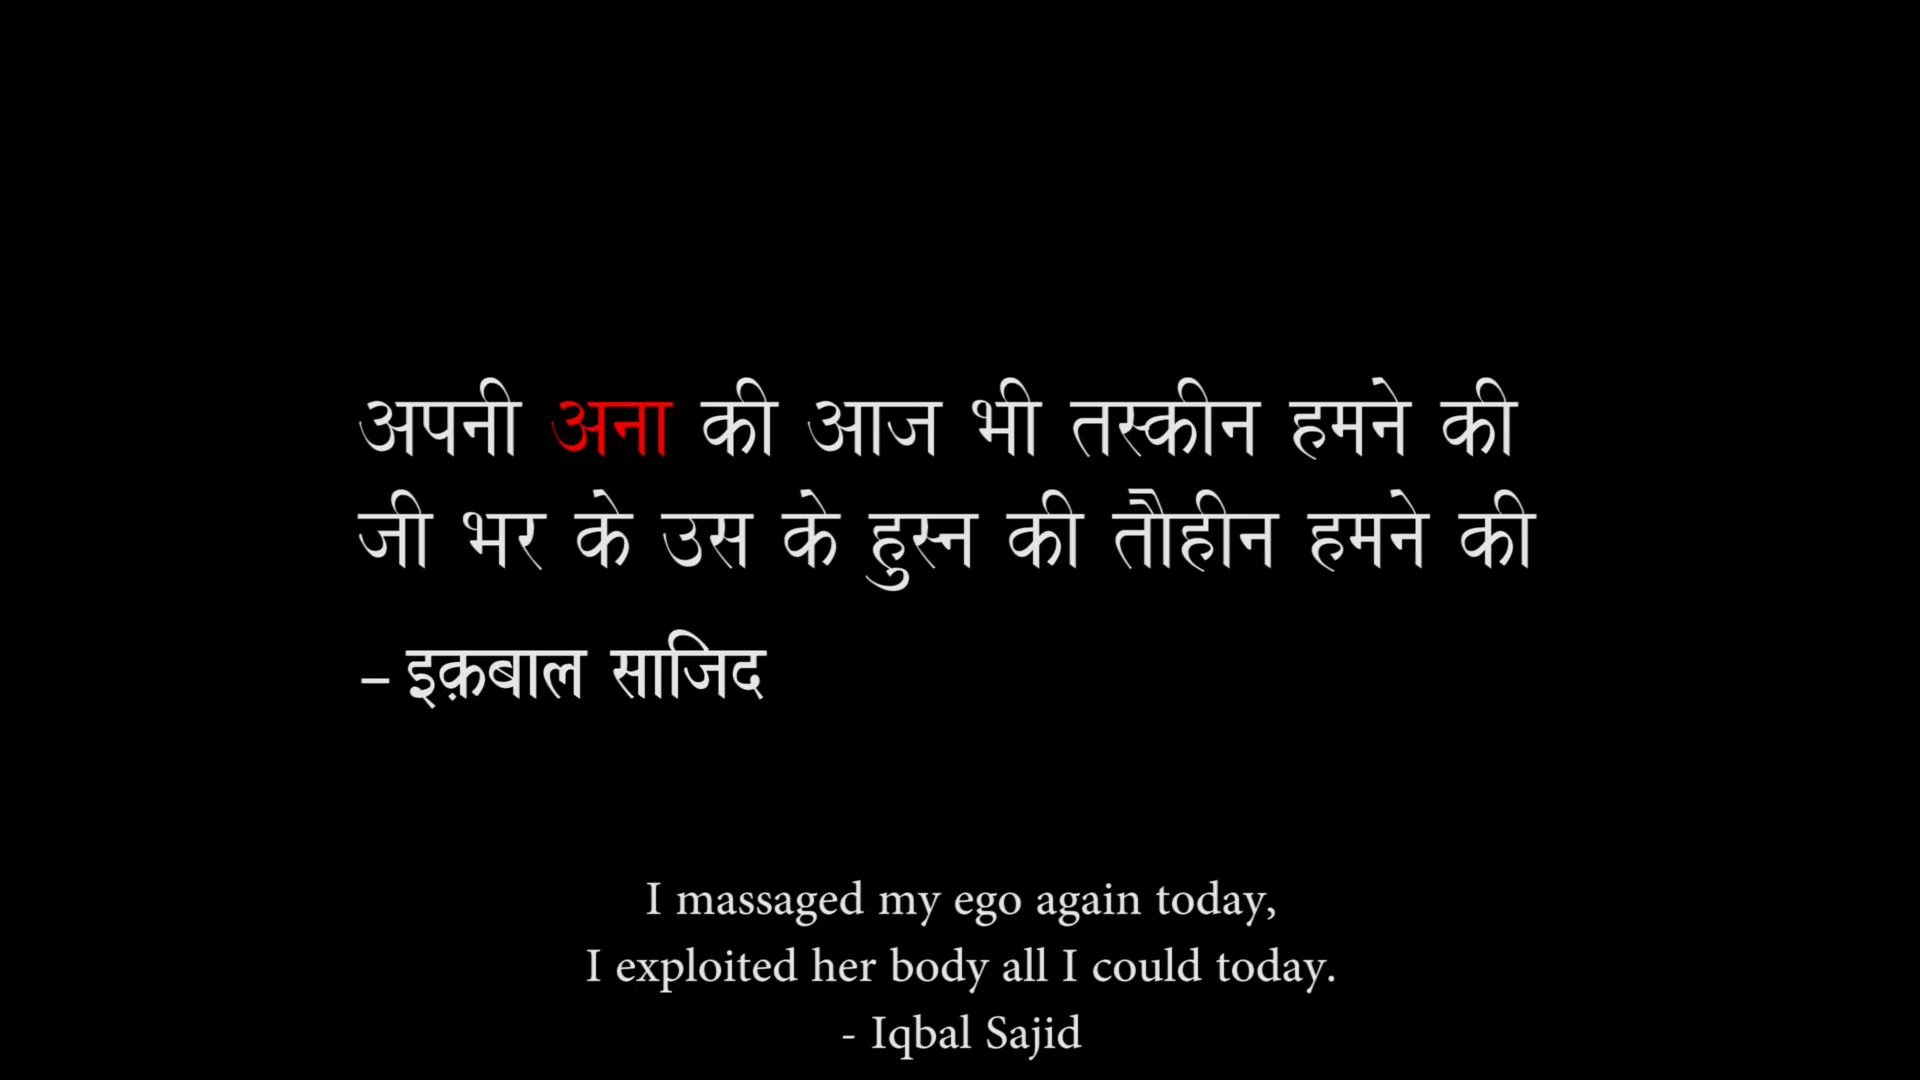 अपनी अना की आज भी तस्कीन हमने की
जी भर के उस के हुस्न की तौहीन हमने की
– इक़बाल साजिद
I massaged my ego again today,
I exploited her body all I could today.
- Iqbal Sajid